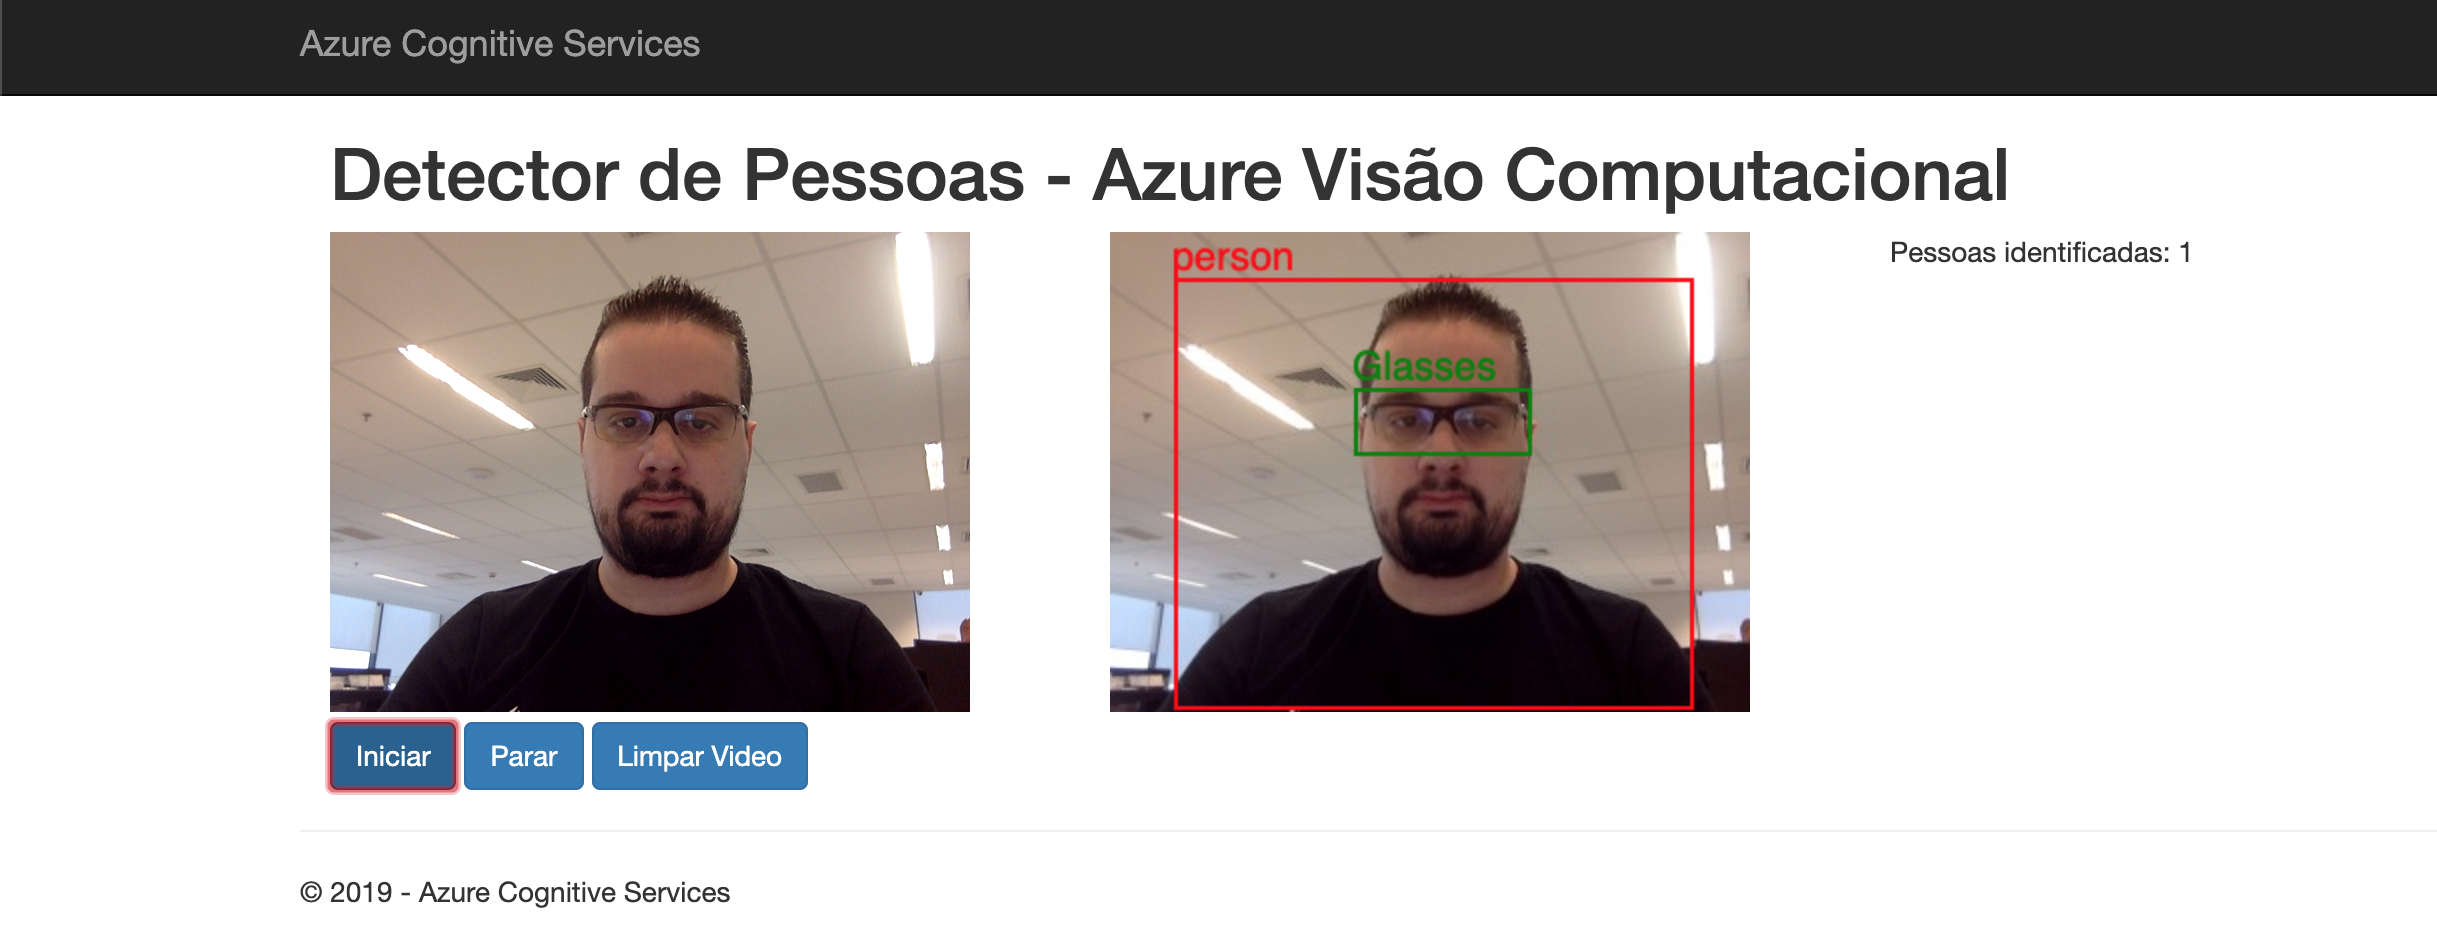 Azure Cognitive Services
Detector de Pessoas - Azure Visão Computacional
person
Glasses
Pessoas identificadas: 1
Iniciar
Parar
Limpar Video
© 2019 - Azure Cognitive Services